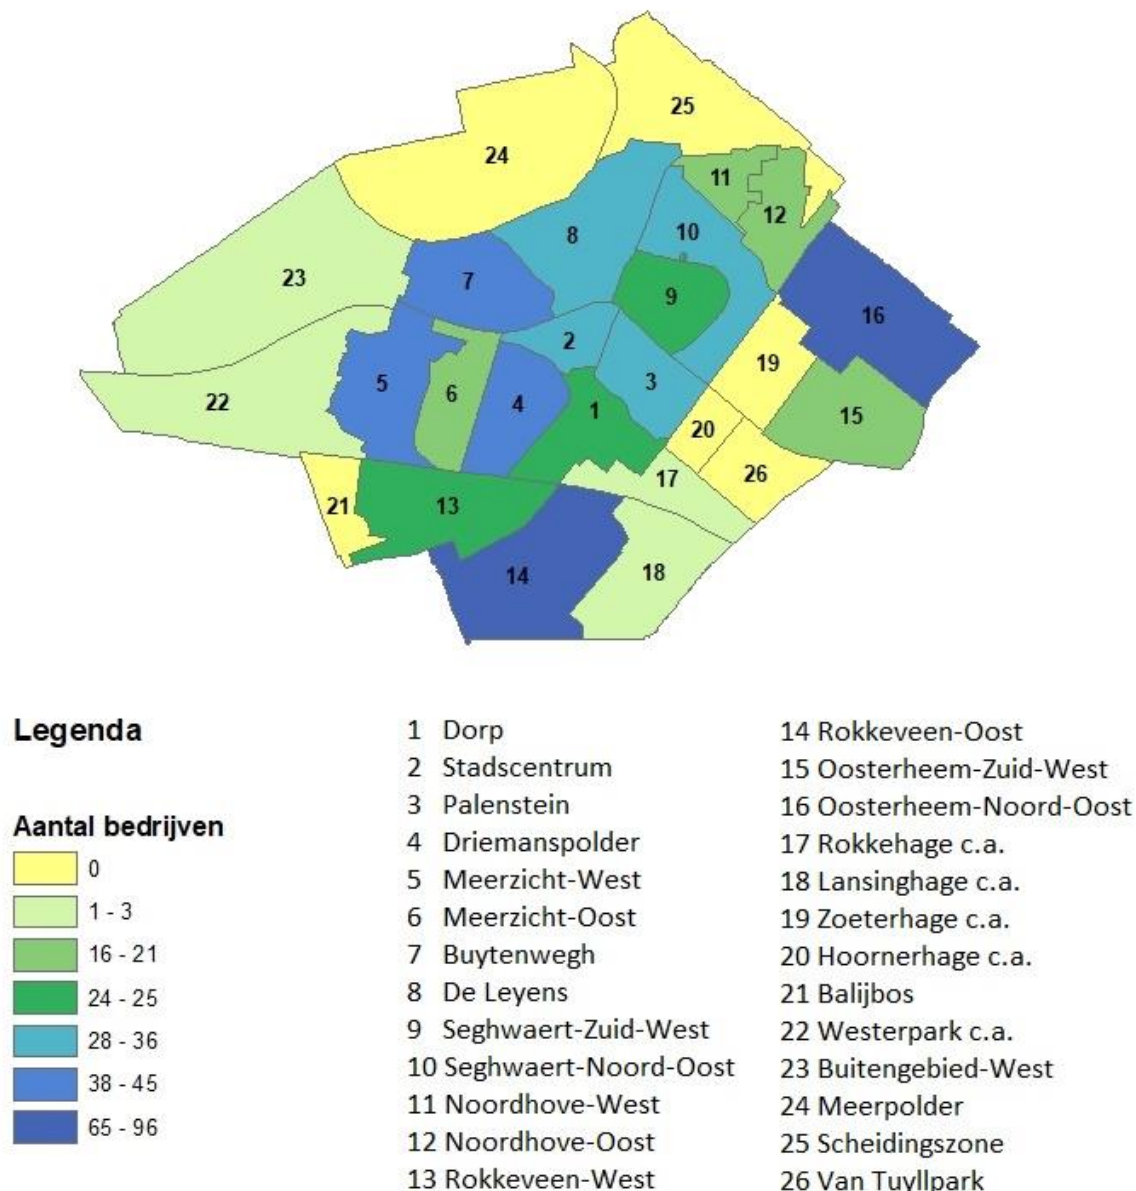 25
24
11
12
8
10
23
7
9
16
2
19
5
3
6
4
22
1
15
20
26
17
21
13
14
18
Legenda
Aantal bedrijven
0
1 - 3
16 - 21
24 - 25
28 - 36
38 - 45
65 - 96
1 Dorp
2 Stadscentrum
3 Palenstein
4 Driemanspolder
5 Meerzicht-West
6 Meerzicht-Oost
7 Buytenwegh
8 De Leyens
9 Seghwaert-Zuid-West
10 Seghwaert-Noord-Oost
11 Noordhove-West
12 Noordhove-Oost
13 Rokkeveen-West
14 Rokkeveen-Oost
15 Oosterheem-Zuid-West
16 Oosterheem-Noord-Oost
17 Rokkehage c.a.
18 Lansinghage c.a.
19 Zoeterhage c.a.
20 Hoornerhage c.a.
21 Balijbos
22 Westerpark c.a.
23 Buitengebied-West
24 Meerpolder
25 Scheidingszone
26 Van Tuyllpark